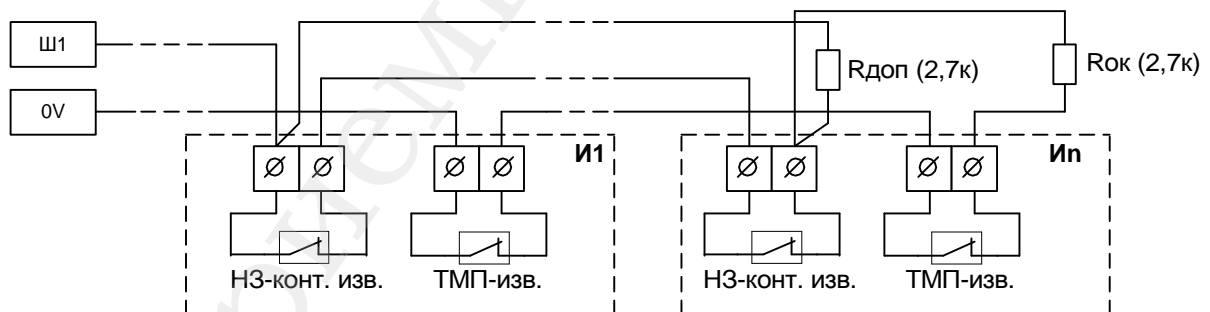 Ш1
Rдоп (2,7к)
Rок (2,7к)
0V
И1
Иn
НЗ-конт. изв.
ТМП-изв.
НЗ-конт. изв.
ТМП-изв.